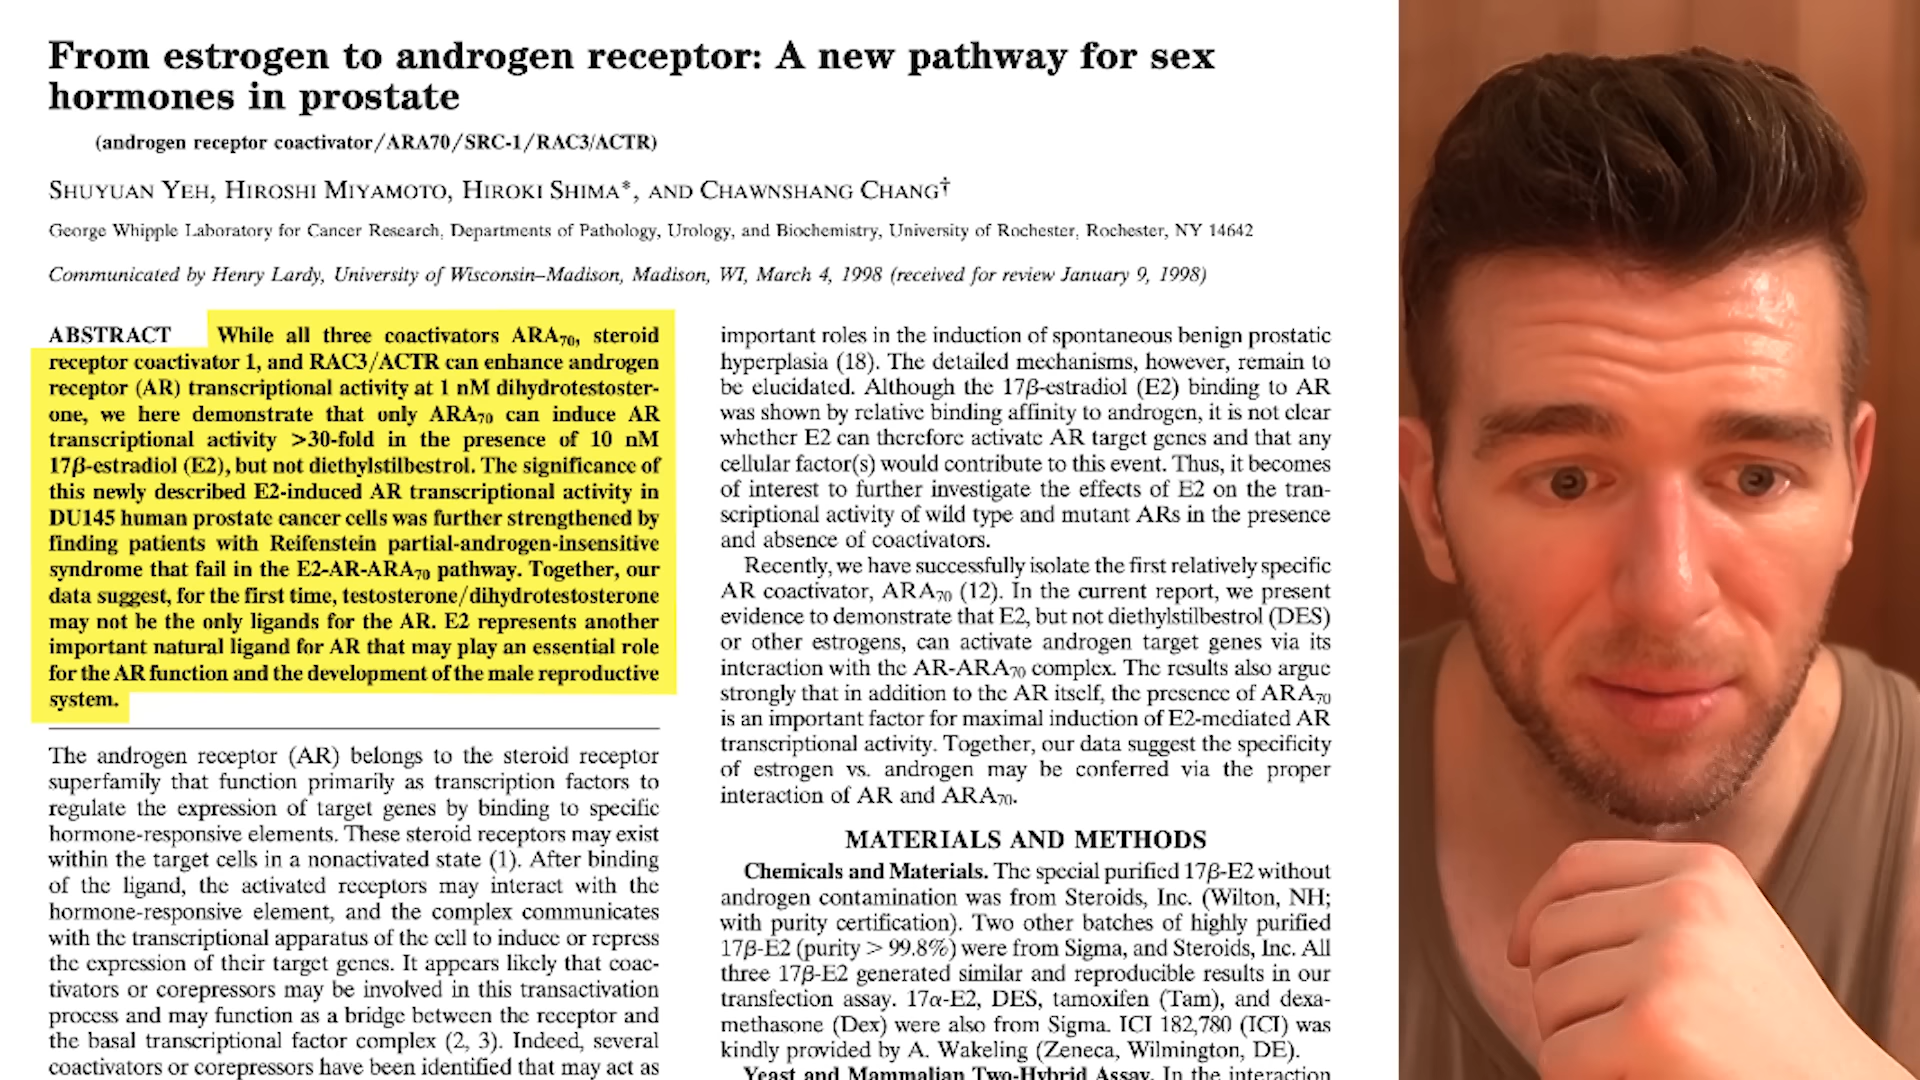 From estrogen to androgen receptor: A new pathway for sex
hormones in prostate
(androgen receptor coactivator/ARA70/SRC-1/RAC3/ACTR)
SHUYUAN YEH, HIROSHI MIYAMOTO, HIROKI SHIMA*, AND CHAWNSHANG CHANG†
George Whipple Laboratory for Cancer Research, Departments of Pathology, Urology, and Biochemistry, University of Rochester, Rochester, NY 14642
Communicated by Henry Lardy, University of Wisconsin–Madison, Madison, WI, March 4, 1998 (received for review January 9, 1998)
ABSTRACT While all three coactivators ARA70, steroid
receptor coactivator 1, and RAC3/ACTR can enhance androgen
receptor (AR) transcriptional activity at 1 nM dihydrotestoster-
one, we here demonstrate that only ARA70 can induce AR
transcriptional activity >30-fold in the presence of 10 nM
17β-estradiol (E2), but not diethylstilbestrol. The significance of
this newly described E2-induced AR transcriptional activity in
DU145 human prostate cancer cells was further strengthened by
finding patients with Reifenstein partial-androgen-insensitive
syndrome that fail in the E2-AR-ARA70 pathway. Together, our
data suggest, for the first time, testosterone/dihydrotestosterone
may not be the only ligands for the AR. E2 represents another
important natural ligand for AR that may play an essential role
for the AR function and the development of the male reproductive
system.
The androgen receptor (AR) belongs to the steroid receptor
superfamily that function primarily as transcription factors to
regulate the expression of target genes by binding to specific
hormone-responsive elements. These steroid receptors may exist
within the target cells in a nonactivated state (1). After binding
of the ligand, the activated receptors may interact with the
hormone-responsive element, and the complex communicates
with the transcriptional apparatus of the cell to induce or repress
the expression of their target genes. It appears likely that coac-
tivators or corepressors may be involved in this transactivation
process and may function as a bridge between the receptor and
the basal transcriptional factor complex (2, 3). Indeed, several
coactivators or corepressors have been identified that may act as
important roles in the induction of spontaneous benign prostatic
hyperplasia (18). The detailed mechanisms, however, remain to
be elucidated. Although the 17β-estradiol (E2) binding to AR
was shown by relative binding affinity to androgen, it is not clear
whether E2 can therefore activate AR target genes and that any
cellular factor(s) would contribute to this event. Thus, it becomes
of interest to further investigate the effects of E2 on the tran-
scriptional activity of wild type and mutant ARs in the presence
and absence of coactivators.
Recently, we have successfully isolate the first relatively specific
AR coactivator, ARA70 (12). In the current report, we present
evidence to demonstrate that E2, but not diethylstilbestrol (DES)
or other estrogens, can activate androgen target genes via its
interaction with the AR-ARA70 complex. The results also argue
strongly that in addition to the AR itself, the presence of ARA70
is an important factor for maximal induction of E2-mediated AR
transcriptional activity. Together, our data suggest the specificity
of estrogen vs. androgen may be conferred via the proper
interaction of AR and ARA70.
MATERIALS AND METHODS
Chemicals and Materials. The special purified 17β-E2 without
androgen contamination was from Steroids, Inc. (Wilton, NH;
with purity certification). Two other batches of highly purified
17β-E2 (purity > 99.8%) were from Sigma, and Steroids, Inc. All
three 17β-E2 generated similar and reproducible results in our
transfection assay. 17α-E2, DES, tamoxifen (Tam), and dexa-
methasone (Dex) were also from Sigma. ICI 182,780 (ICI) was
kindly provided by A. Wakeling (Zeneca, Wilmington, DE).
Yeast and Mammalian Two-Hybrid Assay. In the interaction